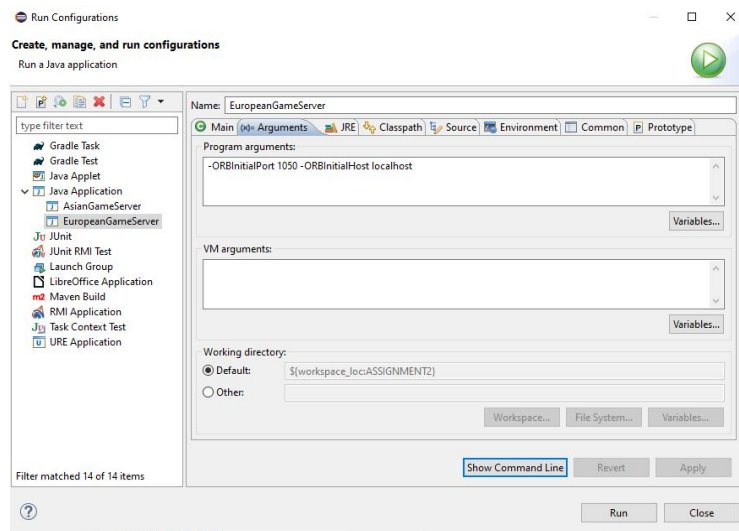 Run Configurations
Create, manage, and run configurations
Run a Java application
type filter text
Gradle Task
Gradle Test
Java Applet
Java Application
AsianGameServer
EuropeanGameServer
JUnit
JUnit RMI Test
Launch Group
LibreOffice Application
Maven Build
RMI Application
Task Context Test
URE Application
Filter matched 14 of 14 items
Name: EuropeanGameServer
Main (x)= Arguments JRE Classpath Source Environment Common Prototype
Program arguments:
-ORBInitialPort 1050 -ORBInitialHost localhost
Variables...
VM arguments:
Variables...
Working directory:
Default: ${workspace_loc:ASSIGNMENT2}
Other:
Workspace... File System... Variables...
Show Command Line Revert Apply
Run Close